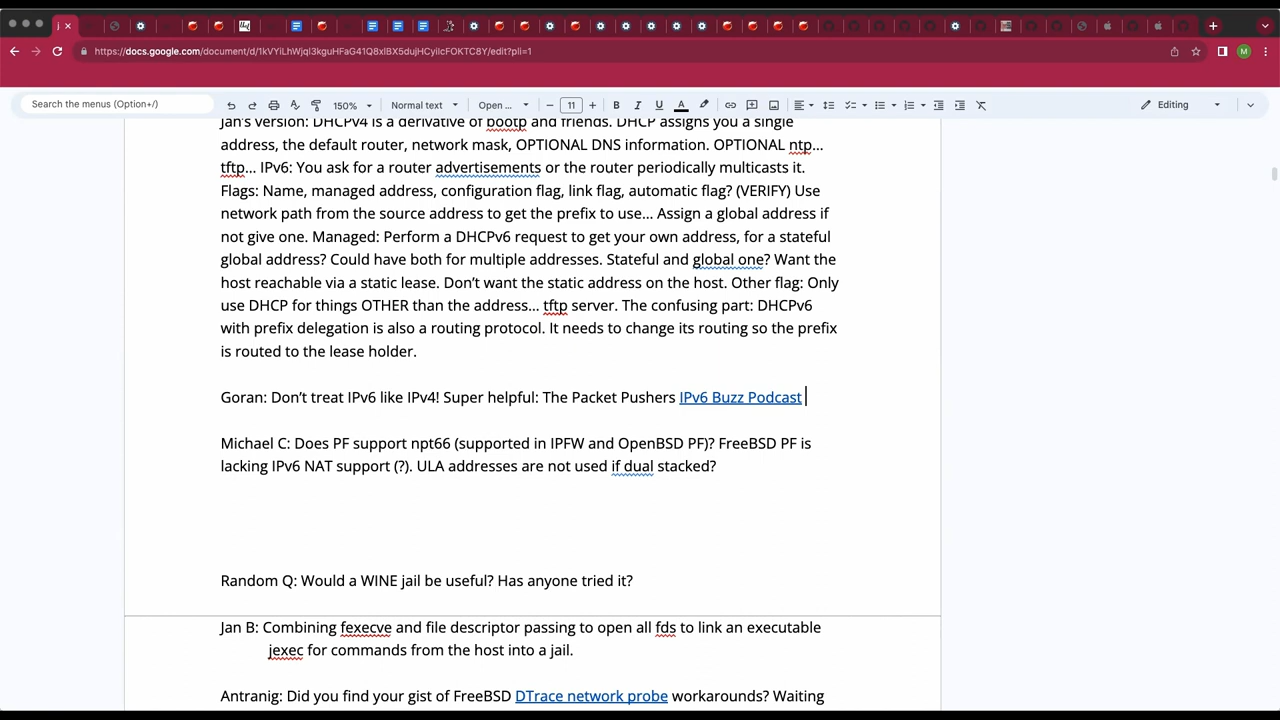 https://docs.google.com/document/d/1kVYiLhWjqI3kguHFaG41Q8xlBX5dujHCyiIcFOKTC8Y/edit?pli=1
M
Search the menus (Option+/)
150%
Normal text
Open ...
11
B I U A
Editing
Jan's version: DHCPv4 is a derivative of bootp and friends. DHCP assigns you a single
address, the default router, network mask, OPTIONAL DNS information. OPTIONAL ntp…
tftp… IPv6: You ask for a router advertisements or the router periodically multicasts it.
Flags: Name, managed address, configuration flag, link flag, automatic flag? (VERIFY) Use
network path from the source address to get the prefix to use… Assign a global address if
not give one. Managed: Perform a DHCPv6 request to get your own address, for a stateful
global address? Could have both for multiple addresses. Stateful and global one? Want the
host reachable via a static lease. Don't want the static address on the host. Other flag: Only
use DHCP for things OTHER than the address… tftp server. The confusing part: DHCPv6
with prefix delegation is also a routing protocol. It needs to change its routing so the prefix
is routed to the lease holder.
Goran: Don't treat IPv6 like IPv4! Super helpful: The Packet Pushers IPv6 Buzz Podcast
Michael C: Does PF support npt66 (supported in IPFW and OpenBSD PF)? FreeBSD PF is
lacking IPv6 NAT support (?). ULA addresses are not used if dual stacked?
Random Q: Would a WINE jail be useful? Has anyone tried it?
Jan B: Combining fexecve and file descriptor passing to open all fds to link an executable
jexec for commands from the host into a jail.
Antranig: Did you find your gist of FreeBSD DTrace network probe workarounds? Waiting